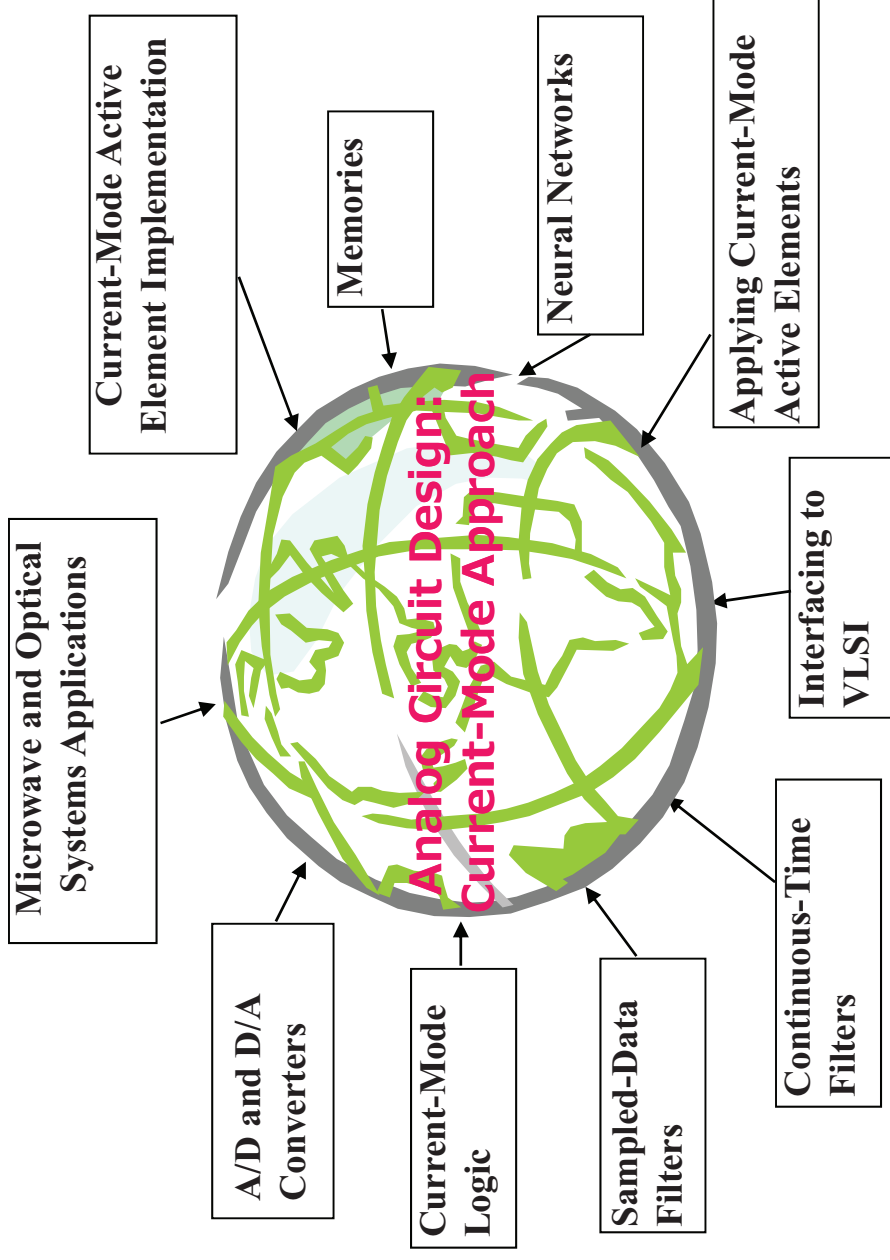 Microwave and Optical
Systems Applications
Current-Mode Active
Element Implementation
A/D and D/A
Converters
Memories
Current-Mode
Logic
Analog Circuit Design:
Current-Mode Approach
Neural Networks
Sampled-Data
Filters
Applying Current-Mode
Active Elements
Continuous-Time
Filters
Interfacing to
VLSI